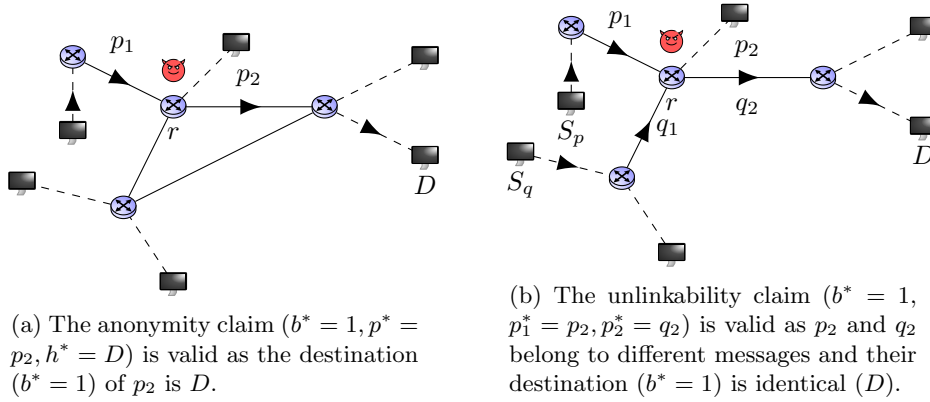 p₁
p₂
r
D
(a) The anonymity claim (b* = 1, p* =
p₂, h* = D) is valid as the destination
(b* = 1) of p₂ is D.
p₁
p₂
r
q₁
q₂
Sₚ
D
S_q
(b) The unlinkability claim (b* = 1,
p₁* = p₂, p₂* = q₂) is valid as p₂ and q₂
belong to different messages and their
destination (b* = 1) is identical (D).